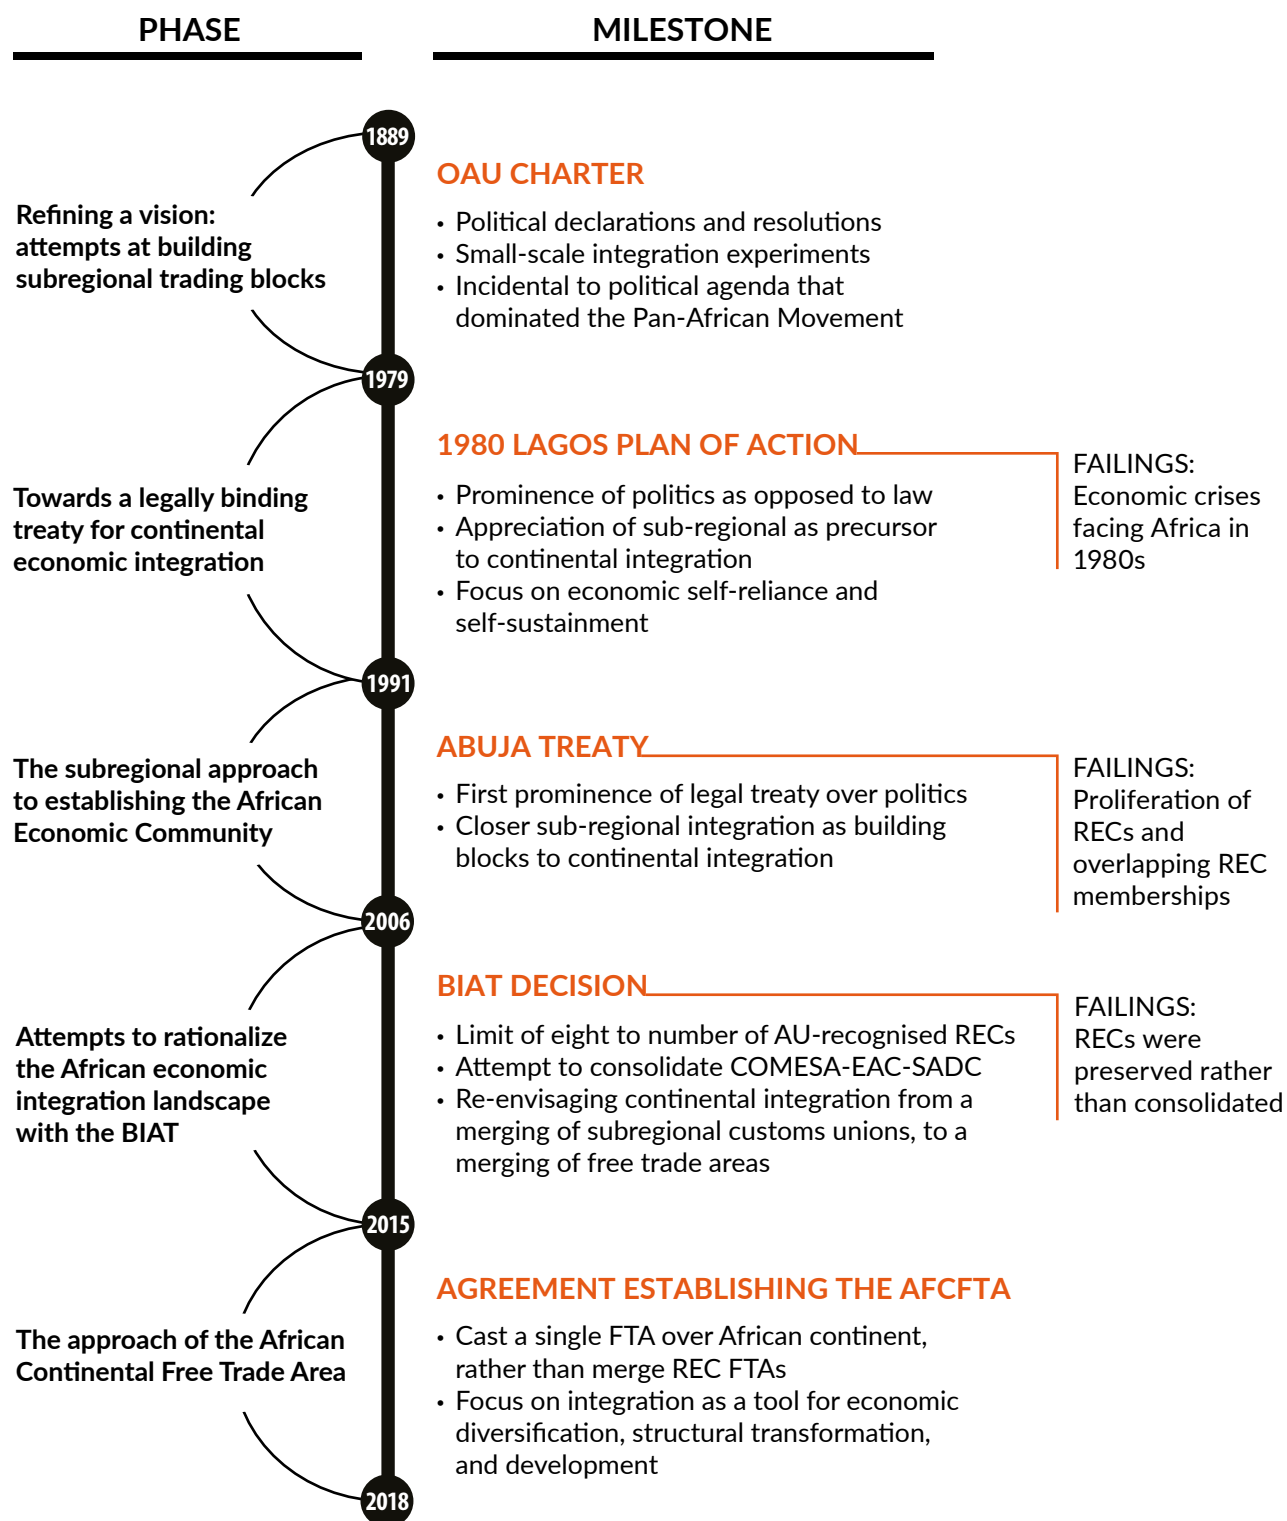 PHASE
MILESTONE
1889
Refining a vision:
attempts at building
subregional trading blocks
OAU CHARTER
• Political declarations and resolutions
• Small-scale integration experiments
• Incidental to political agenda that
dominated the Pan-African Movement
1979
Towards a legally binding
treaty for continental
economic integration
1980 LAGOS PLAN OF ACTION
• Prominence of politics as opposed to law
• Appreciation of sub-regional as precursor
to continental integration
• Focus on economic self-reliance and
self-sustainment
FAILINGS:
Economic crises
facing Africa in
1980s
1991
The subregional approach
to establishing the African
Economic Community
ABUJA TREATY
• First prominence of legal treaty over politics
• Closer sub-regional integration as building
blocks to continental integration
FAILINGS:
Proliferation of
RECs and
overlapping REC
memberships
2006
Attempts to rationalize
the African economic
integration landscape
with the BIAT
BIAT DECISION
• Limit of eight to number of AU-recognised RECs
• Attempt to consolidate COMESA-EAC-SADC
• Re-envisaging continental integration from a
merging of subregional customs unions, to a
merging of free trade areas
FAILINGS:
RECs were
preserved rather
than consolidated
2015
The approach of the African
Continental Free Trade Area
AGREEMENT ESTABLISHING THE AFCFTA
• Cast a single FTA over African continent,
rather than merge REC FTAs
• Focus on integration as a tool for economic
diversification, structural transformation,
and development
2018